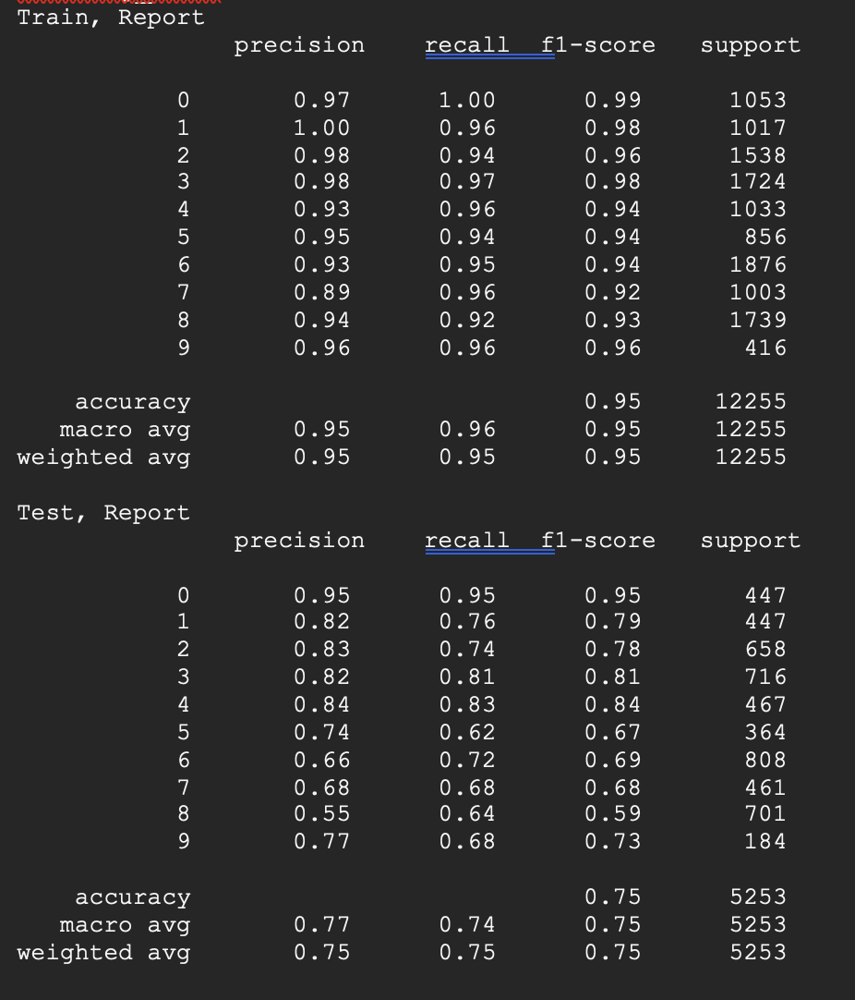 Train, Report
precision recall f1-score support
0 0.97 1.00 0.99 1053
1 1.00 0.96 0.98 1017
2 0.98 0.94 0.96 1538
3 0.98 0.97 0.98 1724
4 0.93 0.96 0.94 1033
5 0.95 0.94 0.94 856
6 0.93 0.95 0.94 1876
7 0.89 0.96 0.92 1003
8 0.94 0.92 0.93 1739
9 0.96 0.96 0.96 416
accuracy 0.95 12255
macro avg 0.95 0.96 0.95 12255
weighted avg 0.95 0.95 0.95 12255
Test, Report
precision recall f1-score support
0 0.95 0.95 0.95 447
1 0.82 0.76 0.79 447
2 0.83 0.74 0.78 658
3 0.82 0.81 0.81 716
4 0.84 0.83 0.84 467
5 0.74 0.62 0.67 364
6 0.66 0.72 0.69 808
7 0.68 0.68 0.68 461
8 0.55 0.64 0.59 701
9 0.77 0.68 0.73 184
accuracy 0.75 5253
macro avg 0.77 0.74 0.75 5253
weighted avg 0.75 0.75 0.75 5253